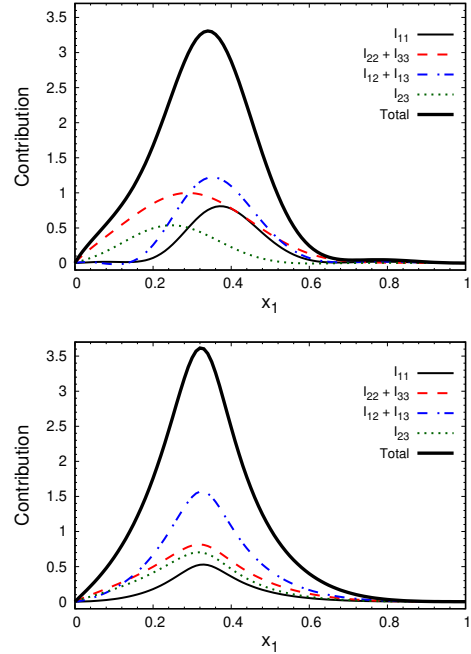 3.5
3
2.5
2
1.5
1
0.5
0
Contribution
I11
I22 + I33
I12 + I13
I23
Total
0 0.2 0.4 0.6 0.8 1
x1
3.5
3
2.5
2
1.5
1
0.5
0
Contribution
I11
I22 + I33
I12 + I13
I23
Total
0 0.2 0.4 0.6 0.8 1
x1